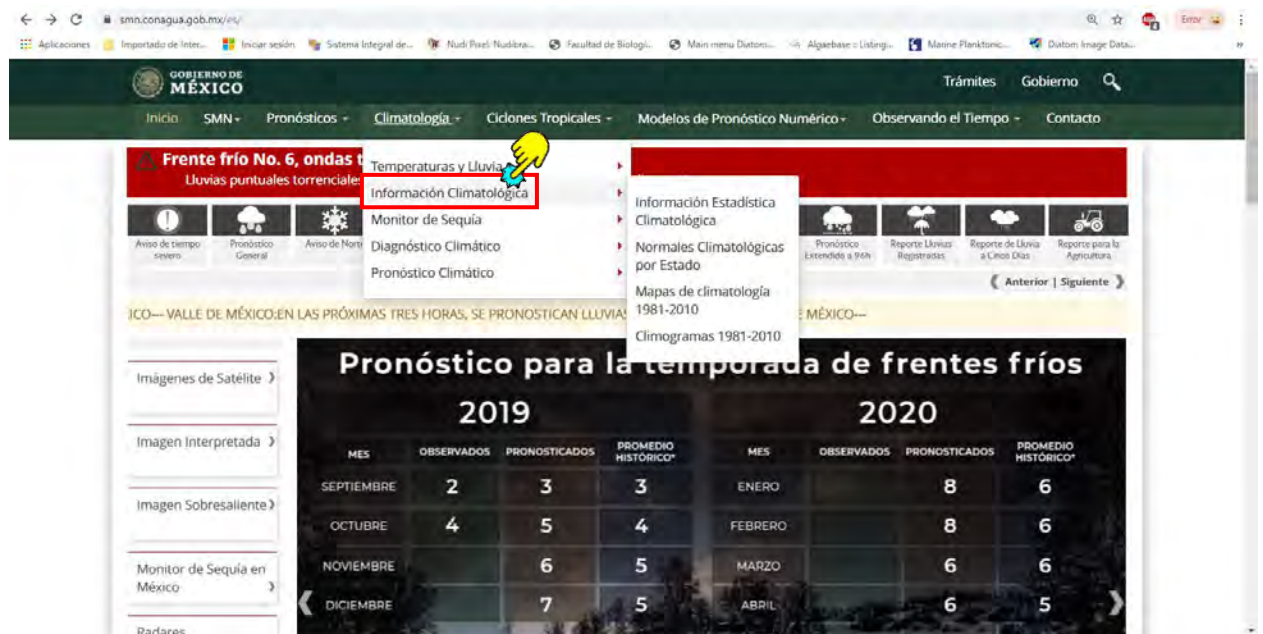 smn.conagua.gob.mx/es/
Error
Aplicaciones
Importado de Inter...
Iniciar sesión
Sistema Integral de...
Nudi Pixel: Nudibra...
Facultad de Biologí...
Main menu Diatom...
Algaebase :: Listing...
Marine Planktonic...
Diatom Image Data...
GOBIERNO DE
MÉXICO
Trámites
Gobierno
Inicio
SMN
Pronósticos
Climatología
Ciclones Tropicales
Modelos de Pronóstico Numérico
Observando el Tiempo
Contacto
Frente frío No. 6, ondas t
Lluvias puntuales torrenciale
Temperaturas y Lluvia
Información Climatológica
Monitor de Sequía
Diagnóstico Climático
Pronóstico Climático
Información Estadística
Climatológica
Normales Climatológicas
por Estado
Mapas de climatología
1981-2010
Climogramas 1981-2010
Aviso de tiempo
severo
Pronóstico
General
Aviso de Norte
Pronóstico
Extendido a 96h
Reporte Lluvias
Registradas
Reporte de Lluvia
a Cinco Días
Reporte para la
Agricultura
❰ Anterior | Siguiente ❱
ICO--- VALLE DE MÉXICO:EN LAS PRÓXIMAS TRES HORAS, SE PRONOSTICAN LLUVIAS
E MÉXICO---
Imágenes de Satélite ❯
Imagen Interpretada ❯
Imagen Sobresaliente ❯
Monitor de Sequía en
México ❯
Radares
Pronóstico para la temporada de frentes fríos
2019
2020
MES OBSERVADOS PRONOSTICADOS PROMEDIO HISTÓRICO*
SEPTIEMBRE 2 3 3
OCTUBRE 4 5 4
NOVIEMBRE 6 5
DICIEMBRE 7 5
MES OBSERVADOS PRONOSTICADOS PROMEDIO HISTÓRICO*
ENERO 8 6
FEBRERO 8 6
MARZO 6 6
ABRIL 6 5